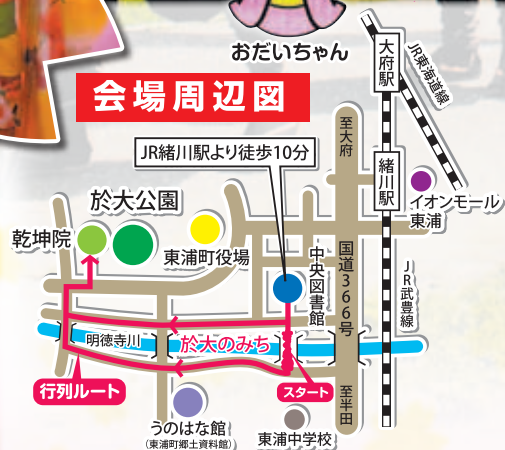 おだいちゃん
会場周辺図
大府駅
JR東海道線
至大府
JR緒川駅より徒歩10分
緒川駅
イオンモール
東浦
於大公園
乾坤院
東浦町役場
中央図書館
国道366号
JR武豊線
明徳寺川
於大のみち
行列ルート
スタート
至半田
うのはな館
(東浦町郷土資料館)
東浦中学校